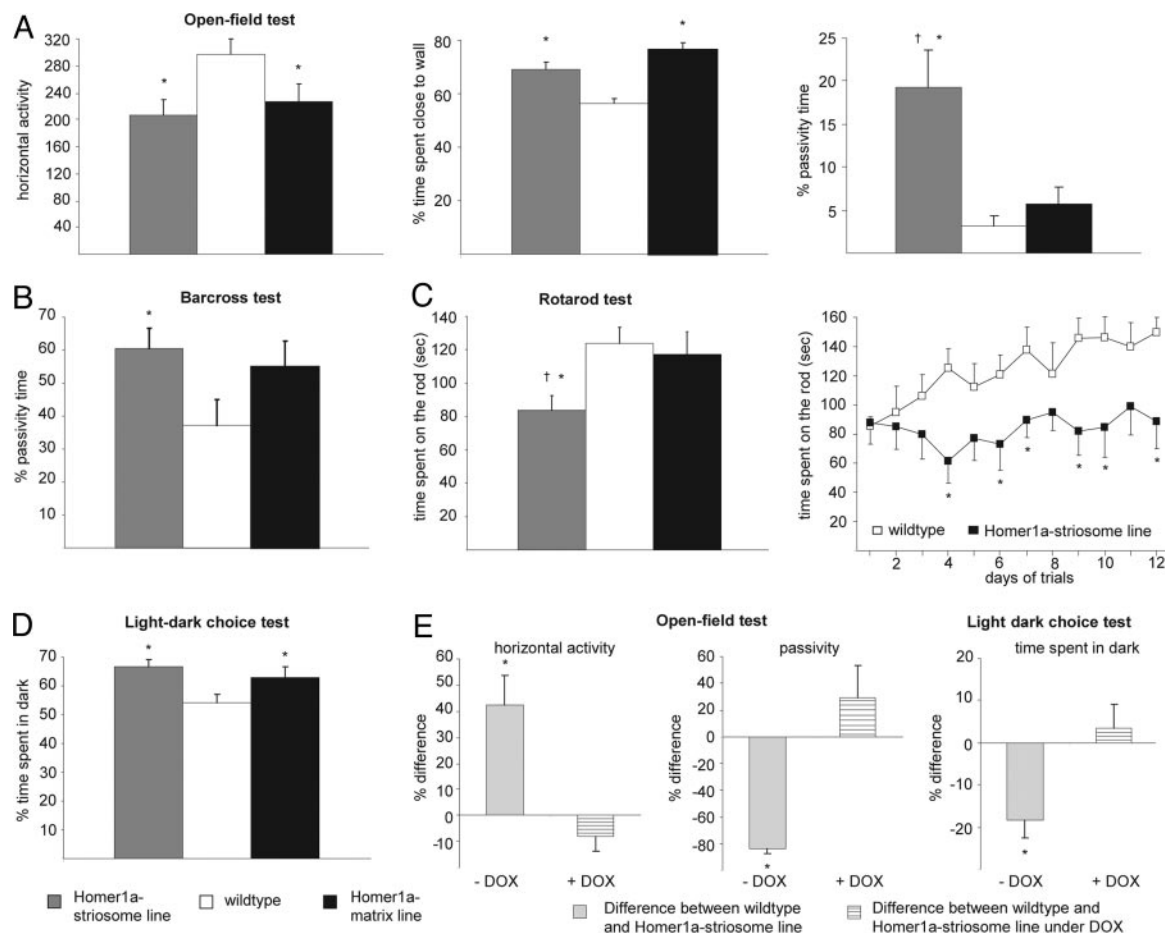 A
Open-field test
horizontal activity
320
280
240
200
160
120
80
40
*
*
% time spent close to wall
80
60
40
20
*
*
% passivity time
25
20
15
10
5
† *
B
Barcross test
% passivity time
70
60
50
40
30
20
10
*
C
Rotarod test
time spent on the rod (sec)
140
120
100
80
60
40
20
† *
time spent on the rod (sec)
160
140
120
100
80
60
40
20
* * * * * *
wildtype Homer1a-striosome line
2 4 6 8 10 12
days of trials
D
Light-dark choice test
% time spent in dark
70
60
50
40
30
20
10
*
*
Homer1a-
striosome line
wildtype
Homer1a-
matrix line
E
Open-field test
horizontal activity
% difference
60
50
40
30
20
10
0
-10
*
- DOX + DOX
passivity
% difference
60
40
20
0
-20
-40
-60
-80
*
- DOX + DOX
Light dark choice test
time spent in dark
% difference
20
10
0
-10
-20
*
- DOX + DOX
Difference between wildtype
and Homer1a-striosome line
Difference between wildtype and
Homer1a-striosome line under DOX